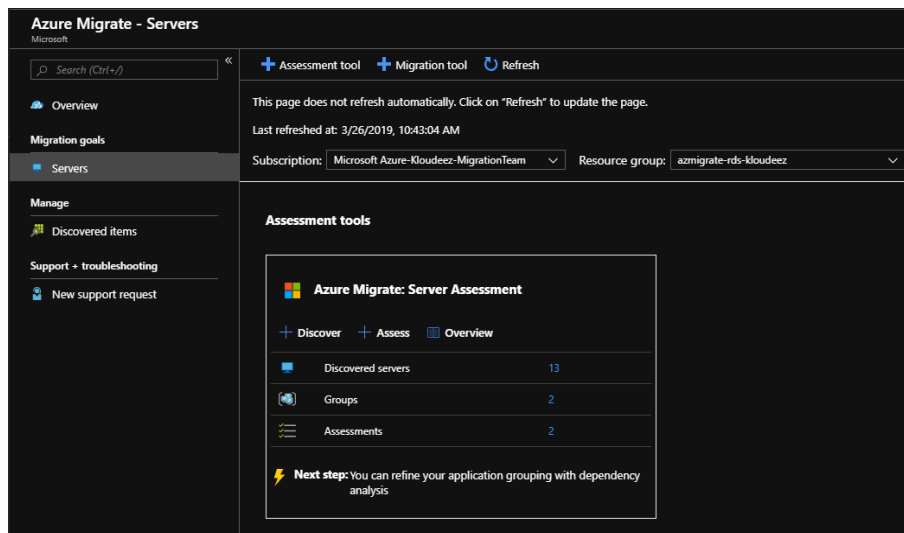 Azure Migrate - Servers
Microsoft
Search (Ctrl+/)
«
Overview
Migration goals
Servers
Manage
Discovered items
Support + troubleshooting
New support request
Assessment tool Migration tool Refresh
This page does not refresh automatically. Click on "Refresh" to update the page.
Last refreshed at: 3/26/2019, 10:43:04 AM
Subscription: Microsoft Azure-Kloudeez-MigrationTeam Resource group: azmigrate-rds-kloudeez
Assessment tools
Azure Migrate: Server Assessment
Discover Assess Overview
Discovered servers 13
Groups 2
Assessments 2
Next step: You can refine your application grouping with dependency
analysis